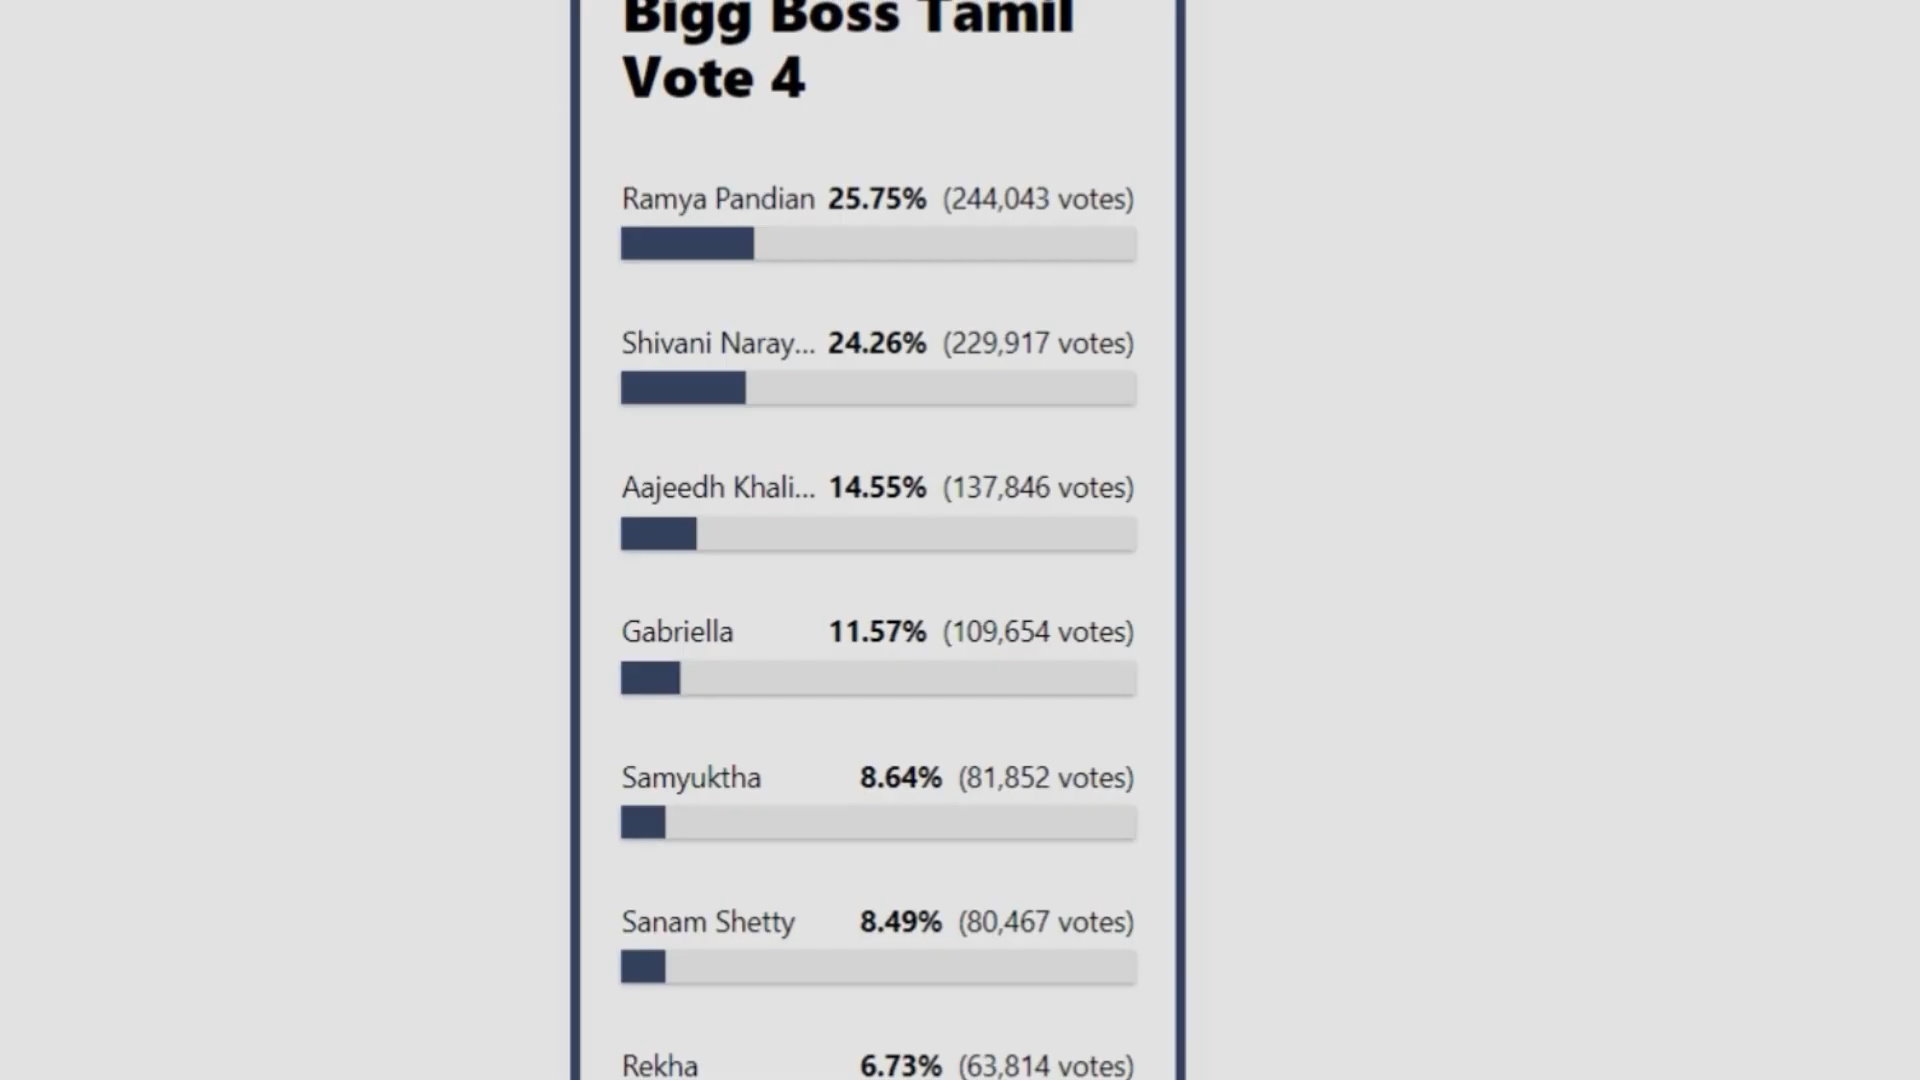 Bigg Boss Tamil
Vote 4
Ramya Pandian 25.75% (244,043 votes)
Shivani Naray... 24.26% (229,917 votes)
Aajeedh Khali... 14.55% (137,846 votes)
Gabriella 11.57% (109,654 votes)
Samyuktha 8.64% (81,852 votes)
Sanam Shetty 8.49% (80,467 votes)
Rekha 6.73% (63,814 votes)